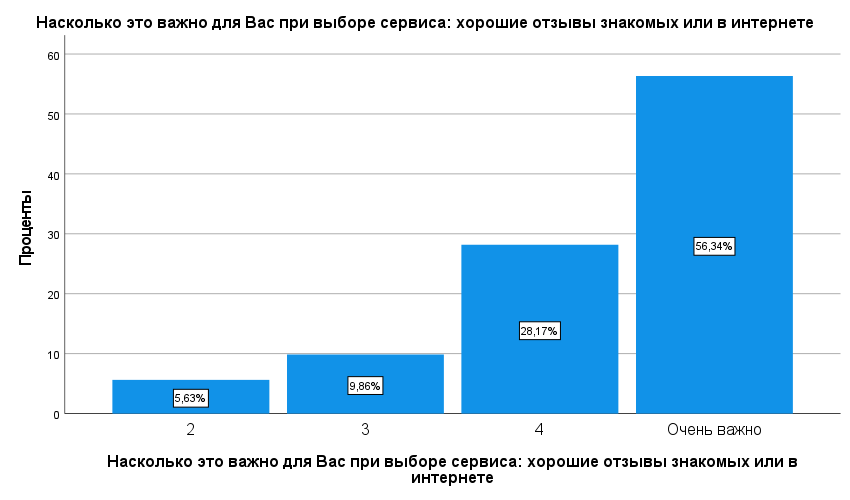 Насколько это важно для Вас при выборе сервиса: хорошие отзывы знакомых или в интернете
Проценты
60
50
40
30
20
10
0
5,63%
9,86%
28,17%
56,34%
2
3
4
Очень важно
Насколько это важно для Вас при выборе сервиса: хорошие отзывы знакомых или в
интернете